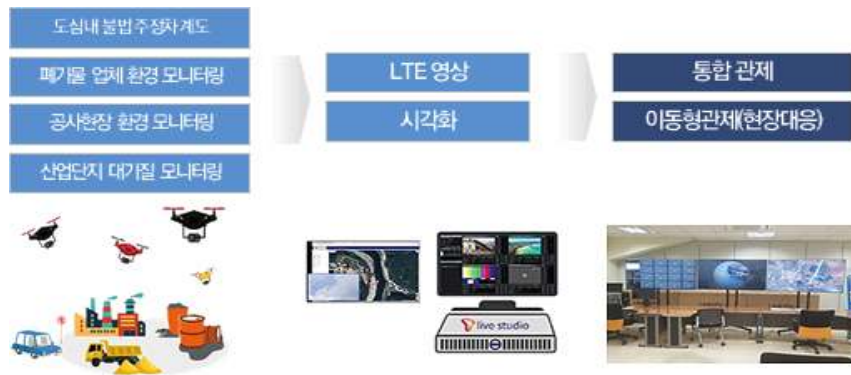 도심내 불법 주정차 계도
폐기물 업체 환경 모니터링
공사현장 환경 모니터링
산업단지 대기질 모니터링
LTE 영상
시각화
통합 관제
이동형관제(현장대응)
live studio